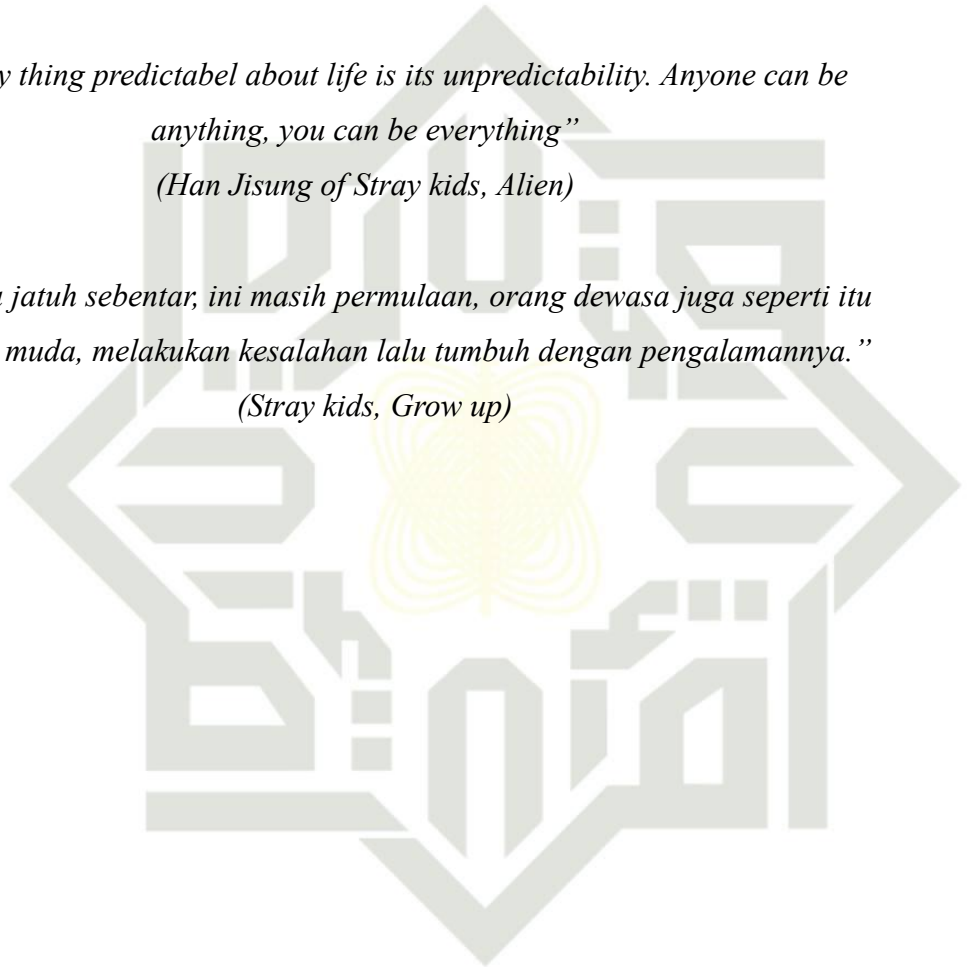 y thing predictabel about life is its unpredictability. Anyone can be
anything, you can be everything”
(Han Jisung of Stray kids, Alien)
jatuh sebentar, ini masih permulaan, orang dewasa juga seperti itu
muda, melakukan kesalahan lalu tumbuh dengan pengalamannya.”
(Stray kids, Grow up)